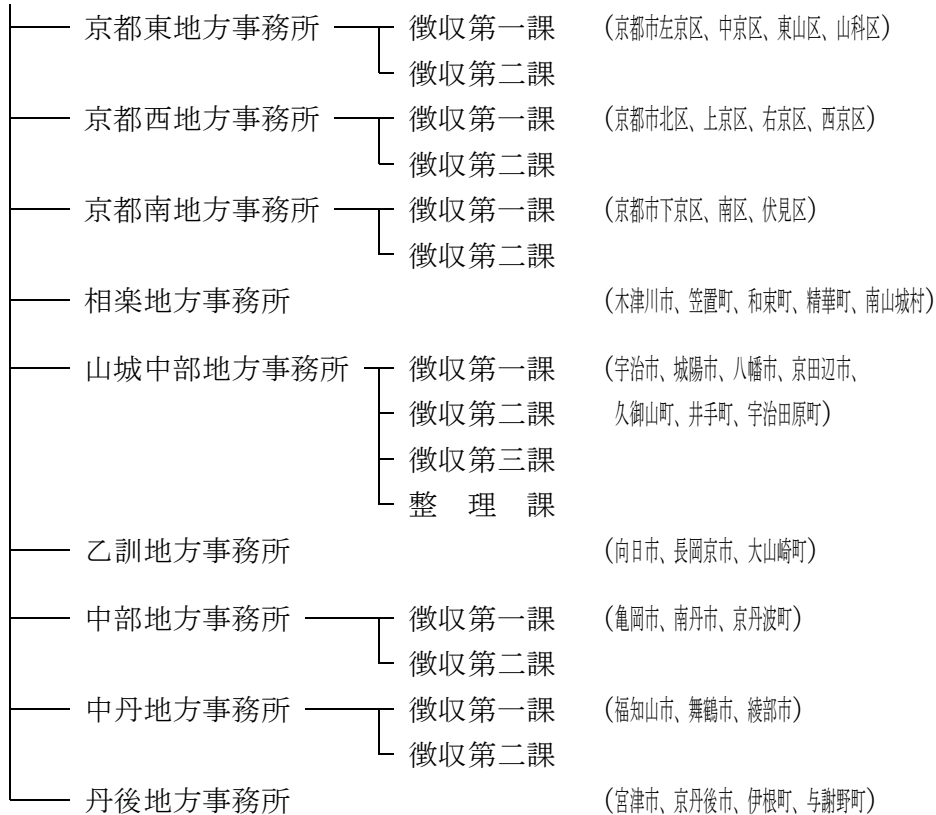 京都東地方事務所 徴収第一課 (京都市左京区、中京区、東山区、山科区)
徴収第二課
京都西地方事務所 徴収第一課 (京都市北区、上京区、右京区、西京区)
徴収第二課
京都南地方事務所 徴収第一課 (京都市下京区、南区、伏見区)
徴収第二課
相楽地方事務所 (木津川市、笠置町、和束町、精華町、南山城村)
山城中部地方事務所 徴収第一課 (宇治市、城陽市、八幡市、京田辺市、
徴収第二課 久御山町、井手町、宇治田原町)
徴収第三課
整 理 課
乙訓地方事務所 (向日市、長岡京市、大山崎町)
中部地方事務所 徴収第一課 (亀岡市、南丹市、京丹波町)
徴収第二課
中丹地方事務所 徴収第一課 (福知山市、舞鶴市、綾部市)
徴収第二課
丹後地方事務所 (宮津市、京丹後市、伊根町、与謝野町)